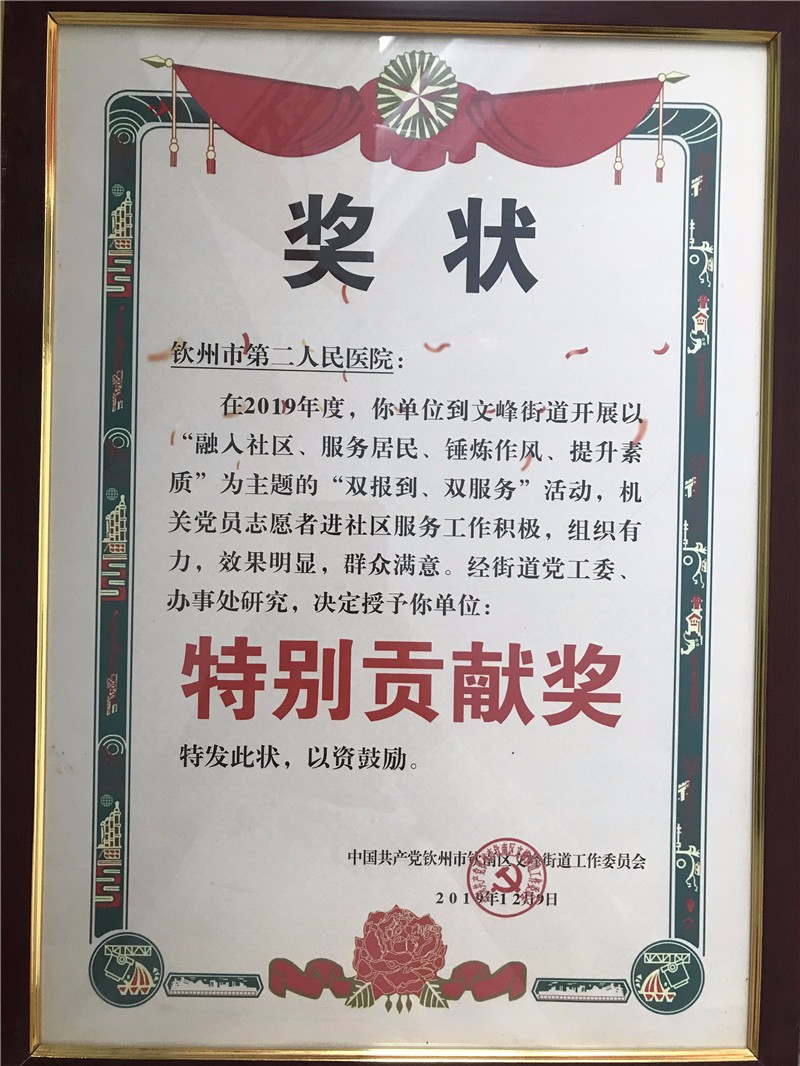 奖状
钦州市第二人民医院：
在2019年度，你单位到文峰街道开展以
“融入社区、服务居民、锤炼作风、提升素
质”为主题的“双报到、双服务”活动，机
关党员志愿者进社区服务工作积极，组织有
力，效果明显，群众满意。经街道党工委、
办事处研究，决定授予你单位：
特别贡献奖
特发此状，以资鼓励。
中国共产党钦州市钦南区文峰街道工作委员会
2019年12月9日